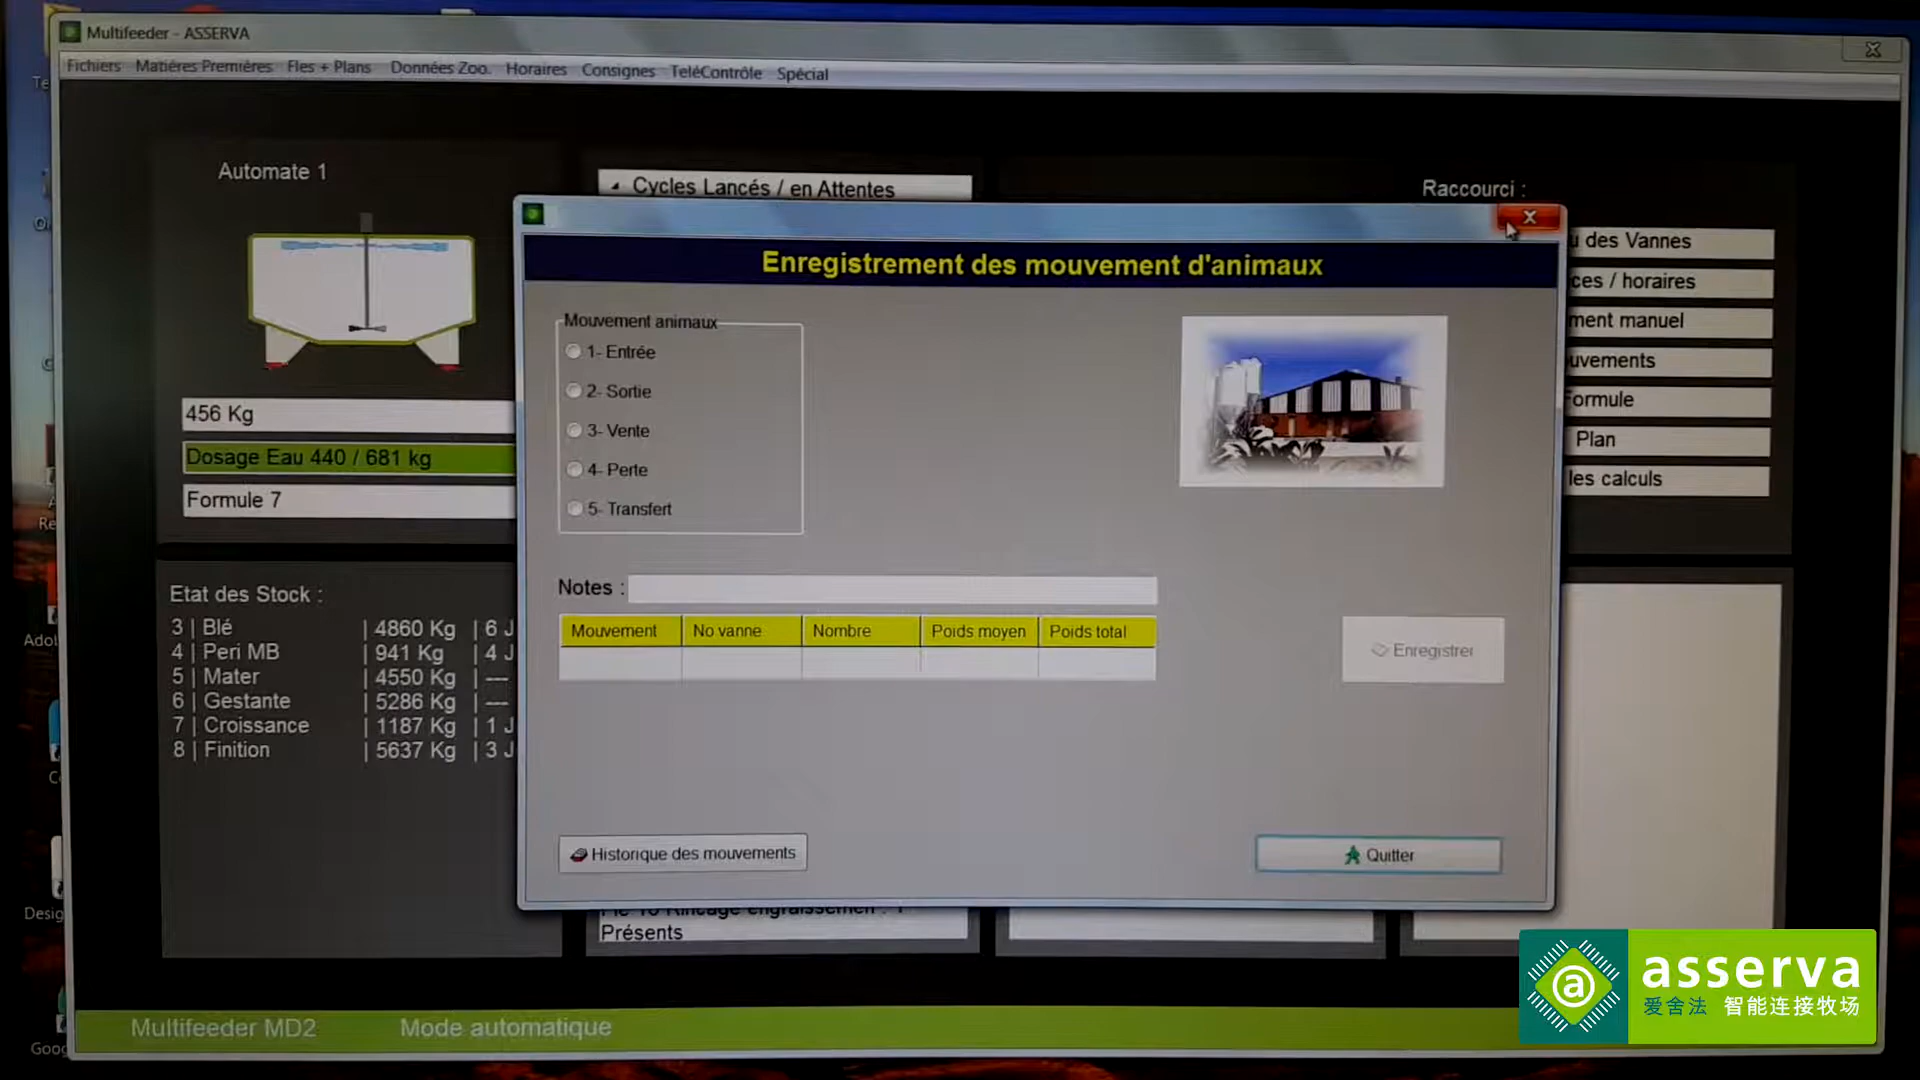 Multifeeder - ASSERVA
Fichiers Matières Premières Fles + Plans Données Zoo. Horaires Consignes TeléContrôle Spécial
Automate 1
Cycles Lancés / en Attentes
Raccourci :
des Vannes
ces / horaires
ment manuel
uvements
Formule
Plan
les calculs
456 Kg
Dosage Eau 440 / 681 kg
Formule 7
Etat des Stock :
3 | Blé | 4860 Kg | 6 J
4 | Peri MB | 941 Kg | 4 J
5 | Mater | 4550 Kg | ---
6 | Gestante | 5286 Kg | ---
7 | Croissance | 1187 Kg | 1 J
8 | Finition | 5637 Kg | 3 J
Enregistrement des mouvement d'animaux
Mouvement animaux
1- Entrée
2- Sortie
3- Vente
4- Perte
5- Transfert
Notes :
Mouvement No vanne Nombre Poids moyen Poids total
Enregistrer
Historique des mouvements
Quitter
Présents
Multifeeder MD2 Mode automatique
Adol
Desig
Goog
@ asserva
爱舍法 智能连接牧场